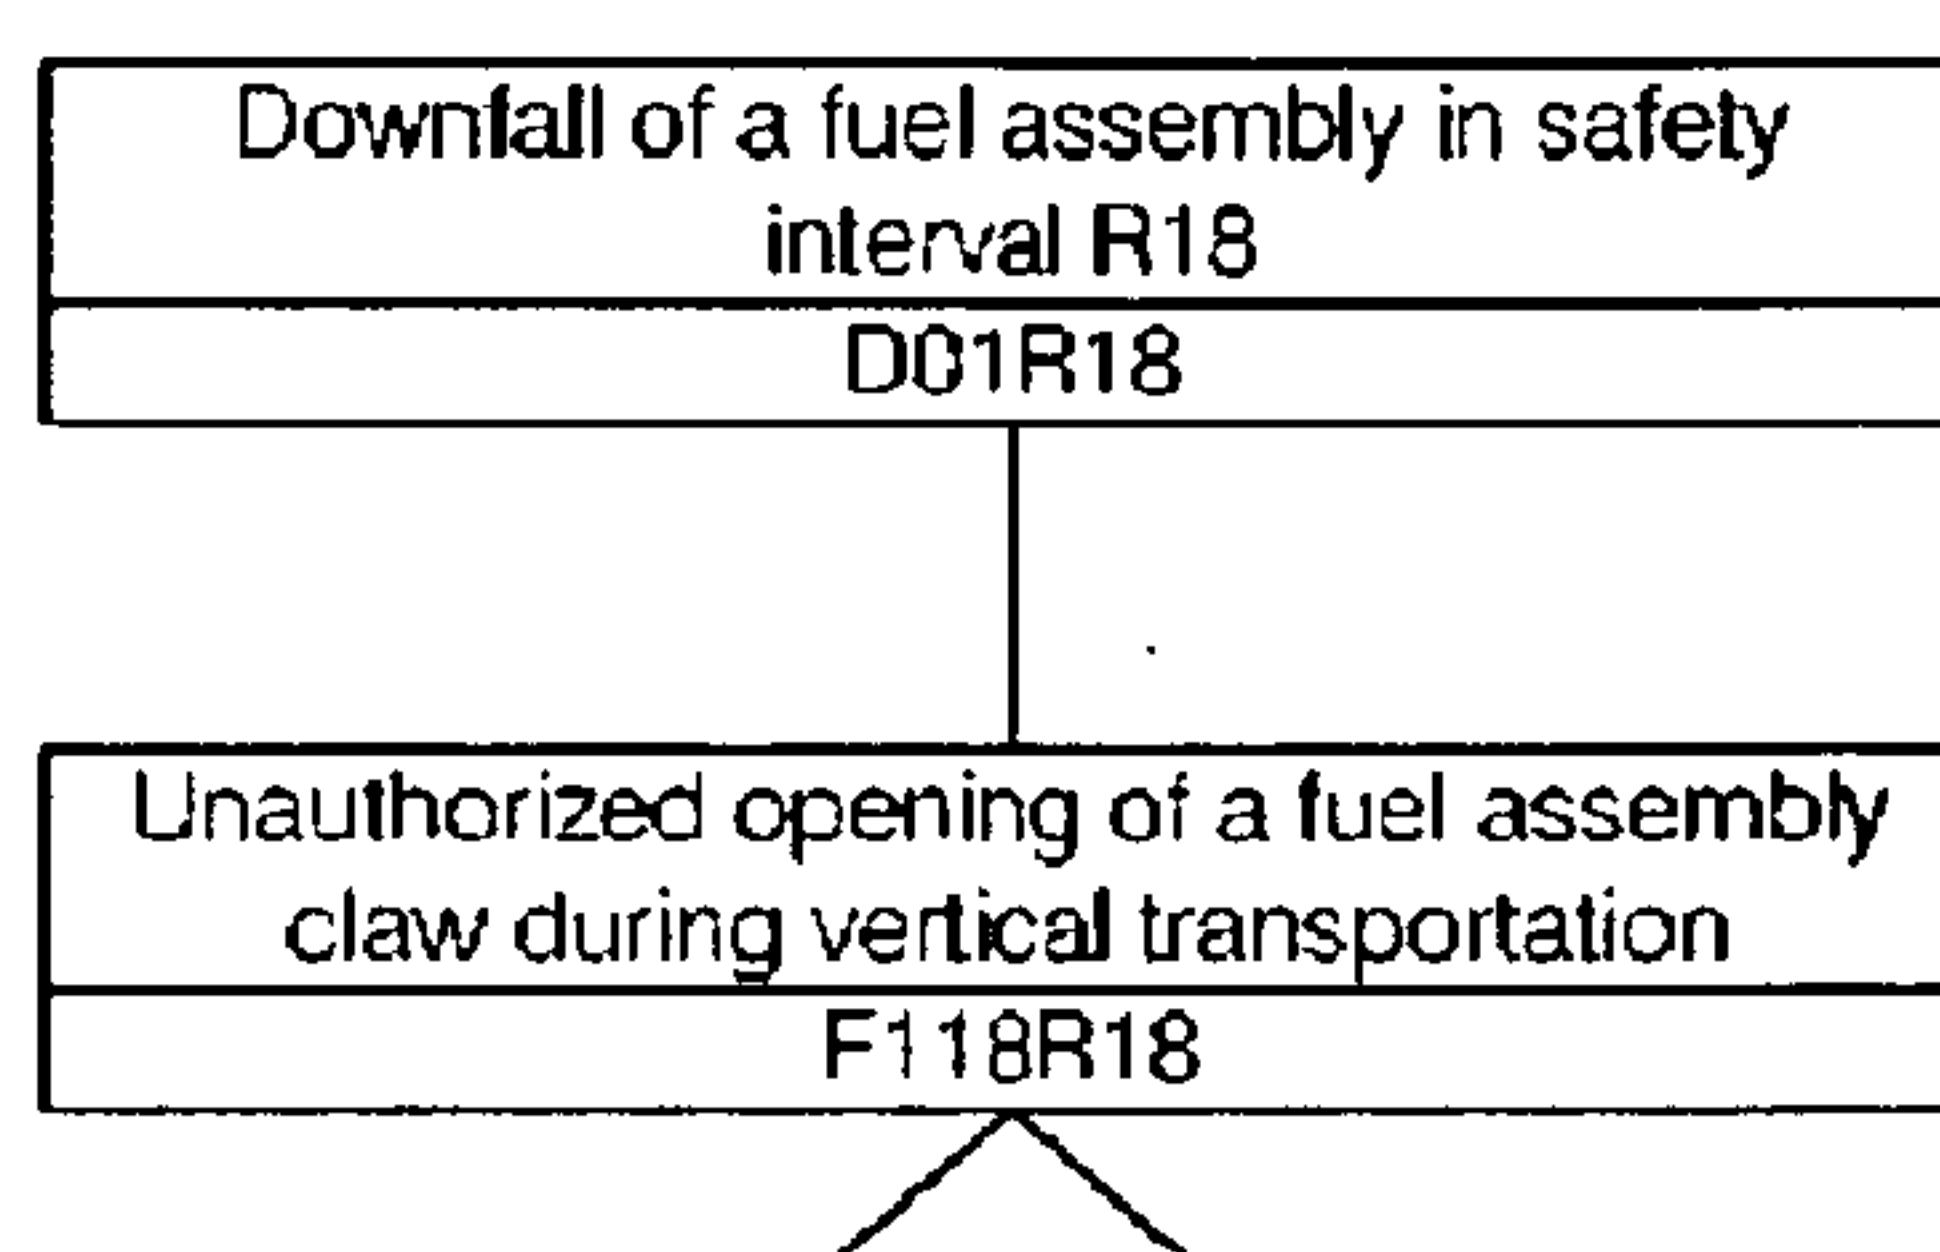 Downfall of a fuel assembly in safety
interval R18
D01R18
Unauthorized opening of a fuel assembly
claw during vertical transportation
F118R18